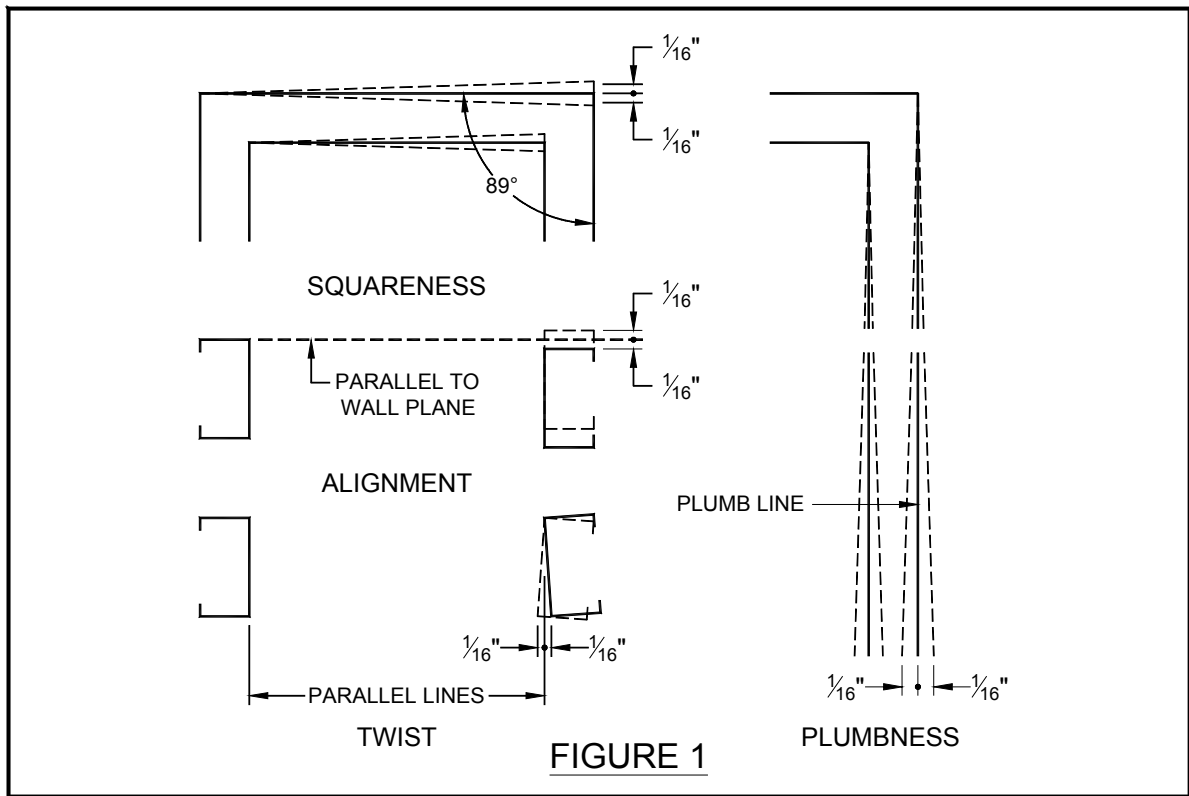 1/16"
1/16"
89°
SQUARENESS
1/16"
PARALLEL TO
WALL PLANE
1/16"
ALIGNMENT
PLUMB LINE
1/16"
1/16"
PARALLEL LINES
1/16"
1/16"
TWIST
PLUMBNESS
FIGURE 1